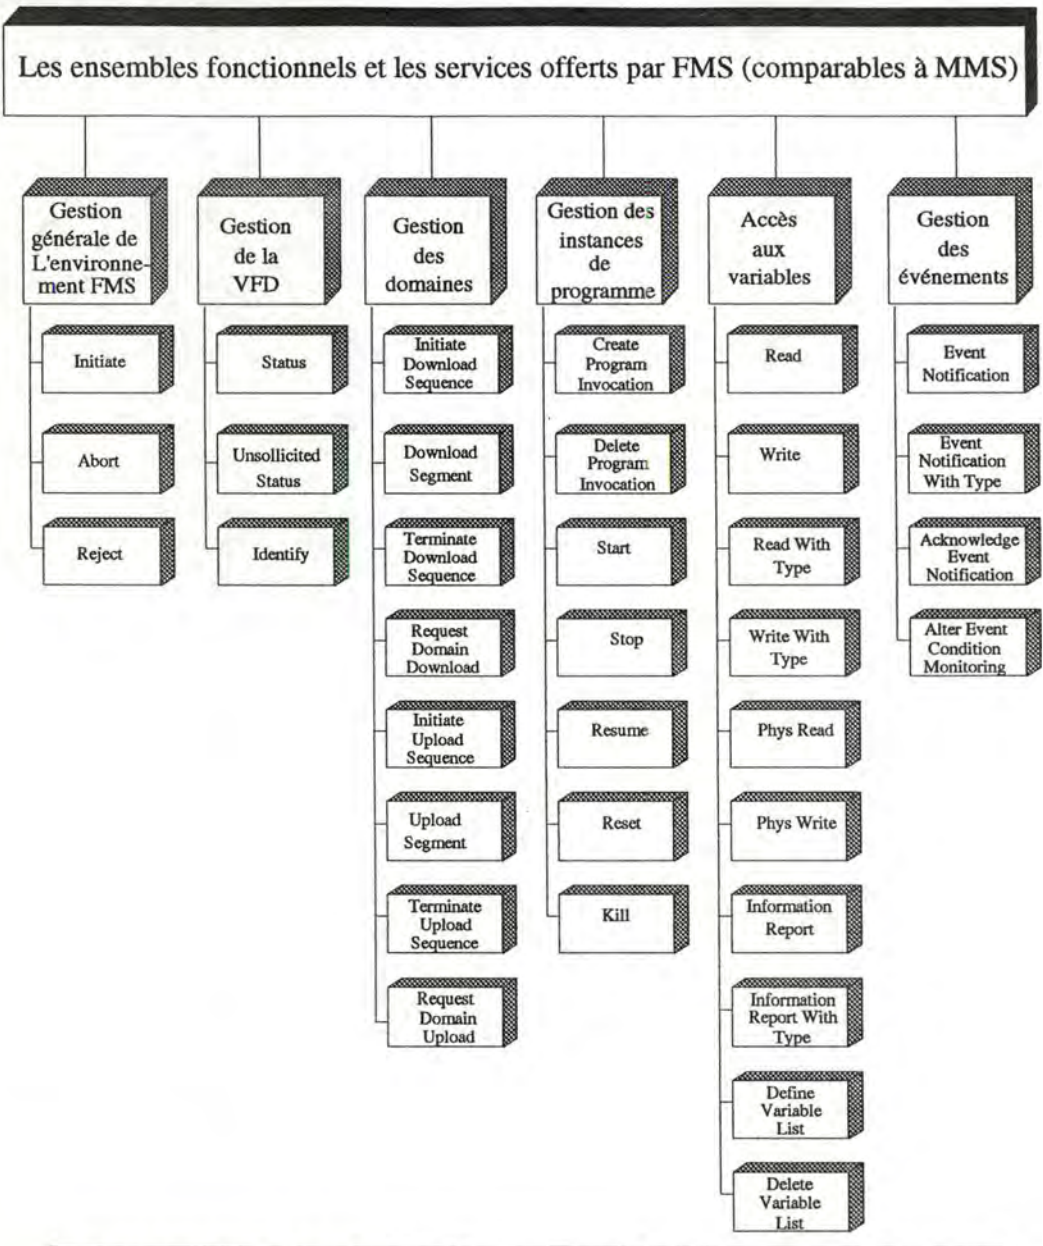 Les ensembles fonctionnels et les services offerts par FMS (comparables à MMS)
Gestion
générale de
L'environne-
ment FMS
Initiate
Abort
Reject
Gestion
de la
VFD
Status
Unsollicited
Status
Identify
Gestion
des
domaines
Initiate
Download
Sequence
Download
Segment
Terminate
Download
Sequence
Request
Domain
Download
Initiate
Upload
Sequence
Upload
Segment
Terminate
Upload
Sequence
Request
Domain
Upload
Gestion des
instances
de
programme
Create
Program
Invocation
Delete
Program
Invocation
Start
Stop
Resume
Reset
Kill
Accès
aux
variables
Read
Write
Read With
Type
Write With
Type
Phys Read
Phys Write
Information
Report
Information
Report With
Type
Define
Variable
List
Delete
Variable
List
Gestion
des
événements
Event
Notification
Event
Notification
With Type
Acknowledge
Event
Notification
Alter Event
Condition
Monitoring